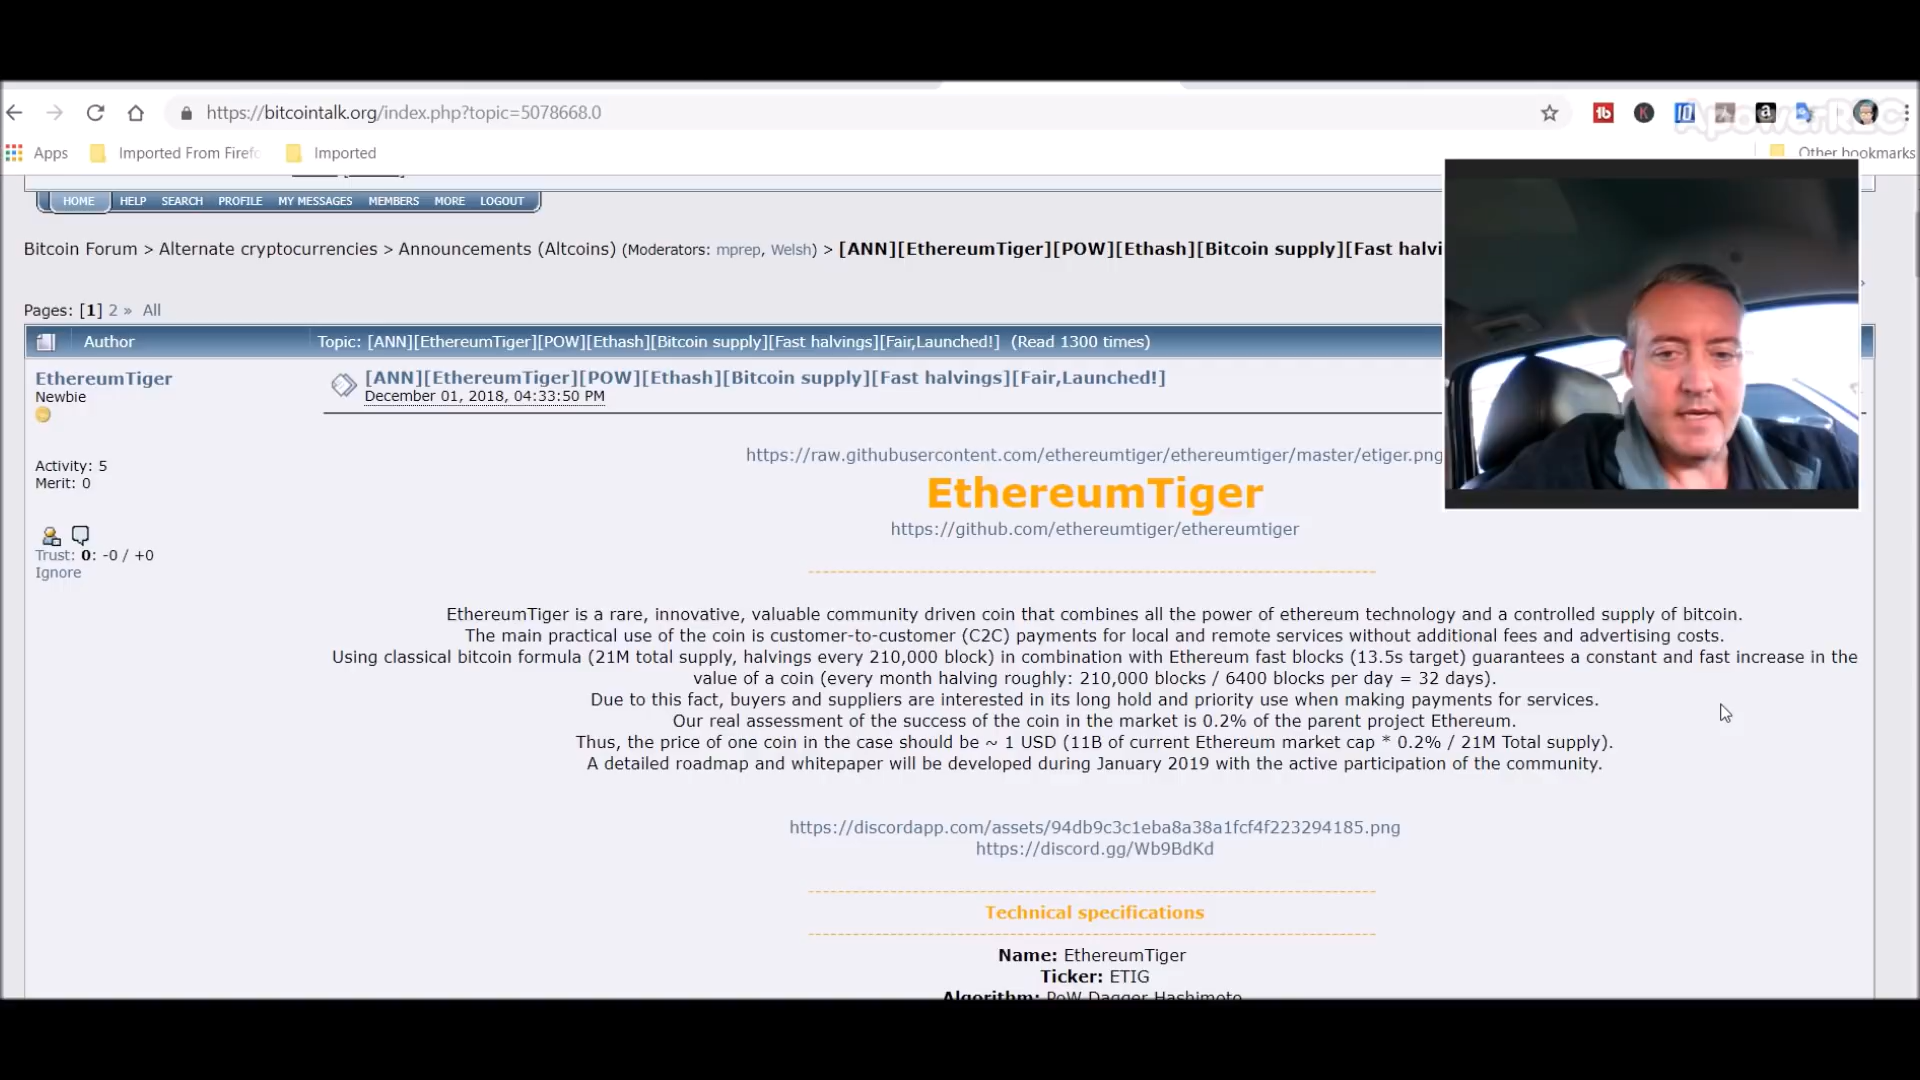 https://bitcointalk.org/index.php?topic=5078668.0
ApowerREC
Apps Imported From Firefo Imported Other bookmarks
HOME HELP SEARCH PROFILE MY MESSAGES MEMBERS MORE LOGOUT
Bitcoin Forum > Alternate cryptocurrencies > Announcements (Altcoins) (Moderators: mprep, Welsh) > [ANN][EthereumTiger][POW][Ethash][Bitcoin supply][Fast halvi
Pages: [1] 2 » All
Author Topic: [ANN][EthereumTiger][POW][Ethash][Bitcoin supply][Fast halvings][Fair,Launched!] (Read 1300 times)
EthereumTiger
Newbie
Activity: 5
Merit: 0
Trust: 0: -0 / +0
Ignore
[ANN][EthereumTiger][POW][Ethash][Bitcoin supply][Fast halvings][Fair,Launched!]
December 01, 2018, 04:33:50 PM
https://raw.githubusercontent.com/ethereumtiger/ethereumtiger/master/etiger.png
EthereumTiger
https://github.com/ethereumtiger/ethereumtiger
EthereumTiger is a rare, innovative, valuable community driven coin that combines all the power of ethereum technology and a controlled supply of bitcoin.
The main practical use of the coin is customer-to-customer (C2C) payments for local and remote services without additional fees and advertising costs.
Using classical bitcoin formula (21M total supply, halvings every 210,000 block) in combination with Ethereum fast blocks (13.5s target) guarantees a constant and fast increase in the
value of a coin (every month halving roughly: 210,000 blocks / 6400 blocks per day = 32 days).
Due to this fact, buyers and suppliers are interested in its long hold and priority use when making payments for services.
Our real assessment of the success of the coin in the market is 0.2% of the parent project Ethereum.
Thus, the price of one coin in the case should be ~ 1 USD (11B of current Ethereum market cap * 0.2% / 21M Total supply).
A detailed roadmap and whitepaper will be developed during January 2019 with the active participation of the community.
https://discordapp.com/assets/94db9c3c1eba8a38a1fcf4f223294185.png
https://discord.gg/Wb9BdKd
Technical specifications
Name: EthereumTiger
Ticker: ETIG
Algorithm: PoW Dagger Hashimoto